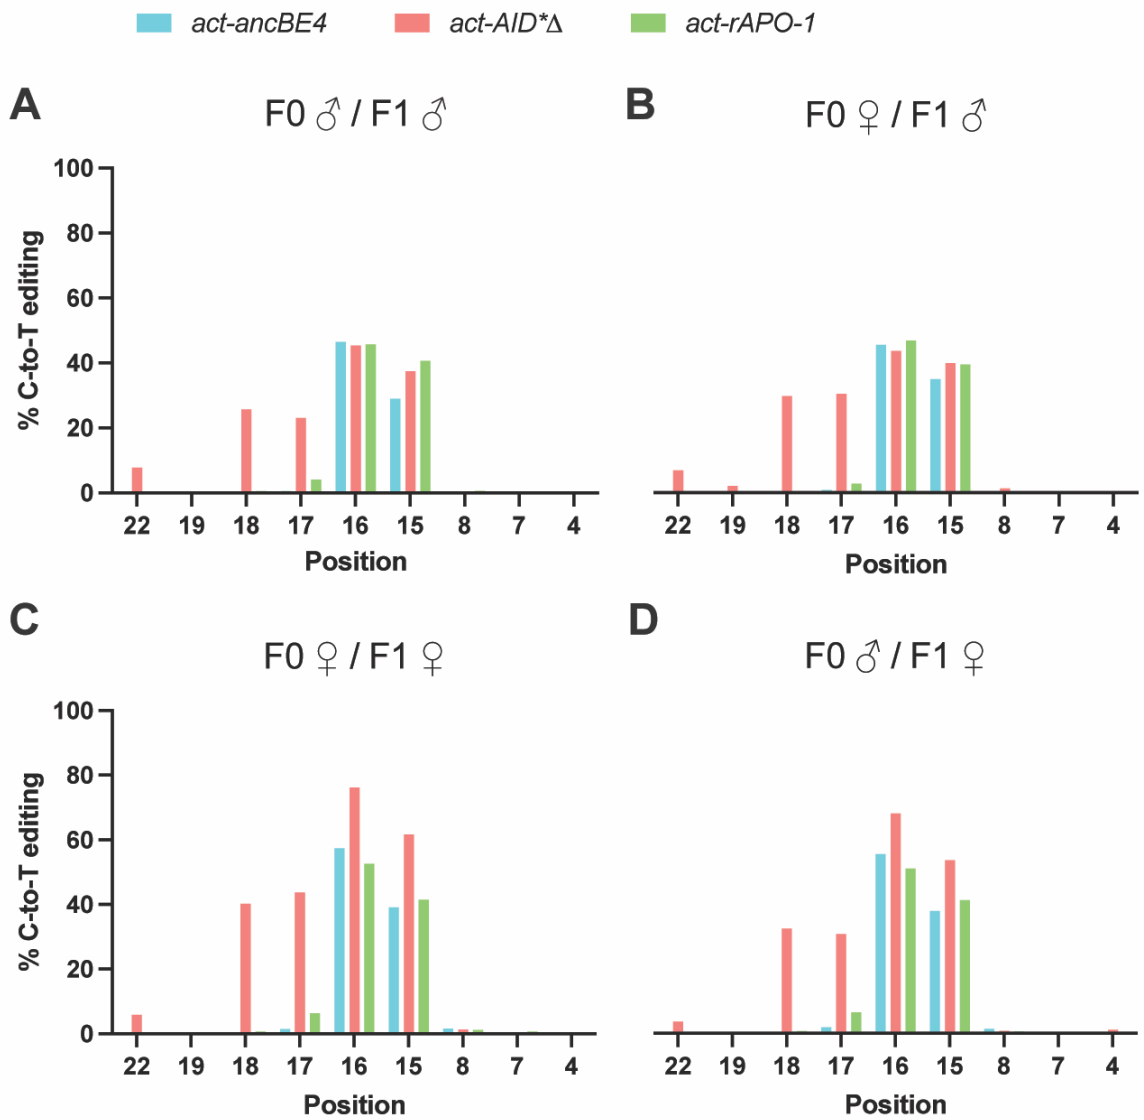 act-ancBE4 act-AID*Δ act-rAPO-1
A
F0 ♂ / F1 ♂
% C-to-T editing
100
80
60
40
20
0
22 19 18 17 16 15 8 7 4
Position
B
F0 ♀ / F1 ♂
22 19 18 17 16 15 8 7 4
Position
C
F0 ♀ / F1 ♀
% C-to-T editing
100
80
60
40
20
0
22 19 18 17 16 15 8 7 4
Position
D
F0 ♂ / F1 ♀
22 19 18 17 16 15 8 7 4
Position